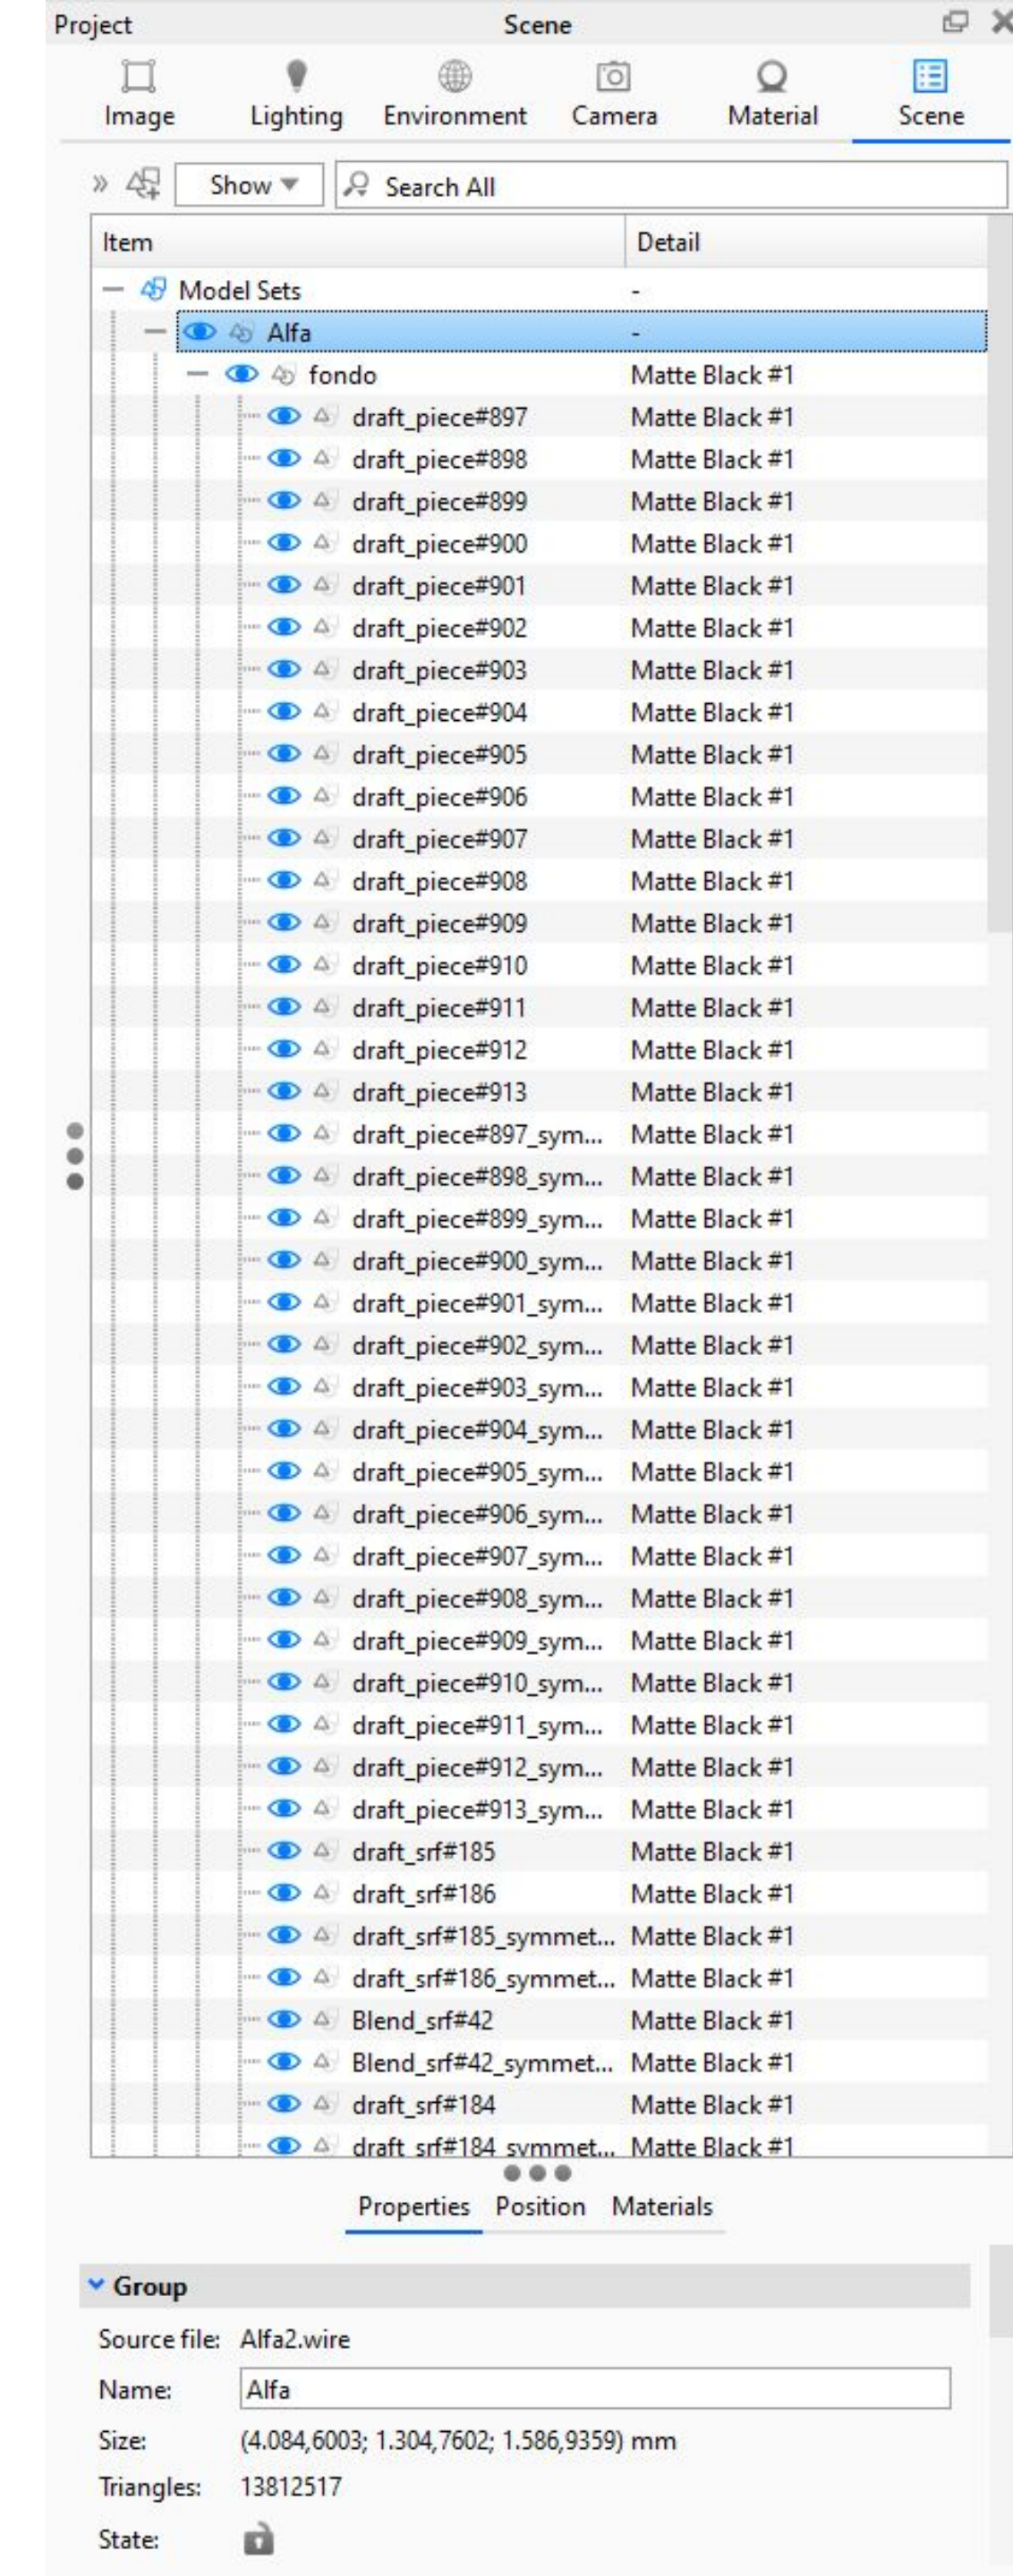 Project Scene
Image Lighting Environment Camera Material Scene
Show Search All
Item Detail
Model Sets -
Alfa -
fondo Matte Black #1
draft_piece#897 Matte Black #1
draft_piece#898 Matte Black #1
draft_piece#899 Matte Black #1
draft_piece#900 Matte Black #1
draft_piece#901 Matte Black #1
draft_piece#902 Matte Black #1
draft_piece#903 Matte Black #1
draft_piece#904 Matte Black #1
draft_piece#905 Matte Black #1
draft_piece#906 Matte Black #1
draft_piece#907 Matte Black #1
draft_piece#908 Matte Black #1
draft_piece#909 Matte Black #1
draft_piece#910 Matte Black #1
draft_piece#911 Matte Black #1
draft_piece#912 Matte Black #1
draft_piece#913 Matte Black #1
draft_piece#897_sym... Matte Black #1
draft_piece#898_sym... Matte Black #1
draft_piece#899_sym... Matte Black #1
draft_piece#900_sym... Matte Black #1
draft_piece#901_sym... Matte Black #1
draft_piece#902_sym... Matte Black #1
draft_piece#903_sym... Matte Black #1
draft_piece#904_sym... Matte Black #1
draft_piece#905_sym... Matte Black #1
draft_piece#906_sym... Matte Black #1
draft_piece#907_sym... Matte Black #1
draft_piece#908_sym... Matte Black #1
draft_piece#909_sym... Matte Black #1
draft_piece#910_sym... Matte Black #1
draft_piece#911_sym... Matte Black #1
draft_piece#912_sym... Matte Black #1
draft_piece#913_sym... Matte Black #1
draft_srf#185 Matte Black #1
draft_srf#186 Matte Black #1
draft_srf#185_symmet... Matte Black #1
draft_srf#186_symmet... Matte Black #1
Blend_srf#42 Matte Black #1
Blend_srf#42_symmet... Matte Black #1
draft_srf#184 Matte Black #1
draft_srf#184_symmet... Matte Black #1
Properties Position Materials
Group
Source file: Alfa2.wire
Name: Alfa
Size: (4.084,6003; 1.304,7602; 1.586,9359) mm
Triangles: 13812517
State: